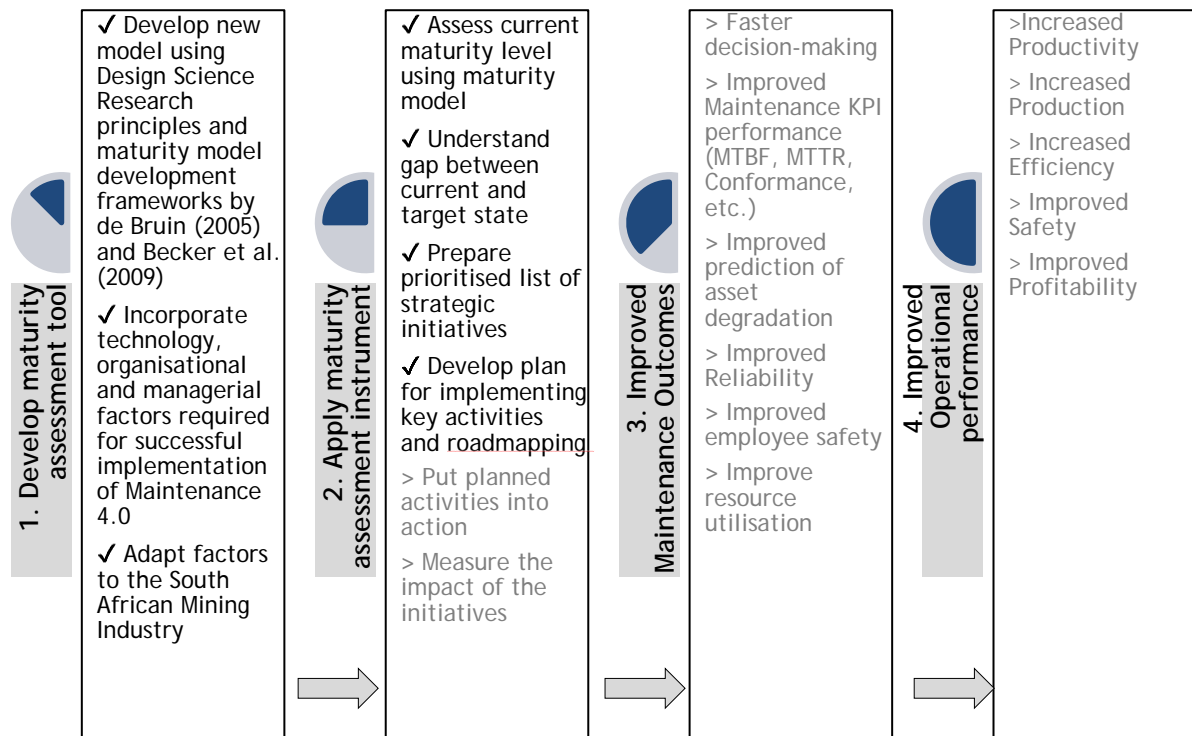 1. Develop maturity
assessment tool
✓ Develop new
model using
Design Science
Research
principles and
maturity model
development
frameworks by
de Bruin (2005)
and Becker et al.
(2009)
✓ Incorporate
technology,
organisational
and managerial
factors required
for successful
implementation
of Maintenance
4.0
✓ Adapt factors
to the South
African Mining
Industry
2. Apply maturity
assessment instrument
✓ Assess current
maturity level
using maturity
model
✓ Understand
gap between
current and
target state
✓ Prepare
prioritised list of
strategic
initiatives
✓ Develop plan
for implementing
key activities
and roadmapping
> Put planned
activities into
action
> Measure the
impact of the
initiatives
3. Improved
Maintenance Outcomes
> Faster
decision-making
> Improved
Maintenance KPI
performance
(MTBF, MTTR,
Conformance,
etc.)
> Improved
prediction of
asset
degradation
> Improved
Reliability
> Improved
employee safety
> Improve
resource
utilisation
4. Improved
Operational
performance
>Increased
Productivity
> Increased
Production
> Increased
Efficiency
> Improved
Safety
> Improved
Profitability